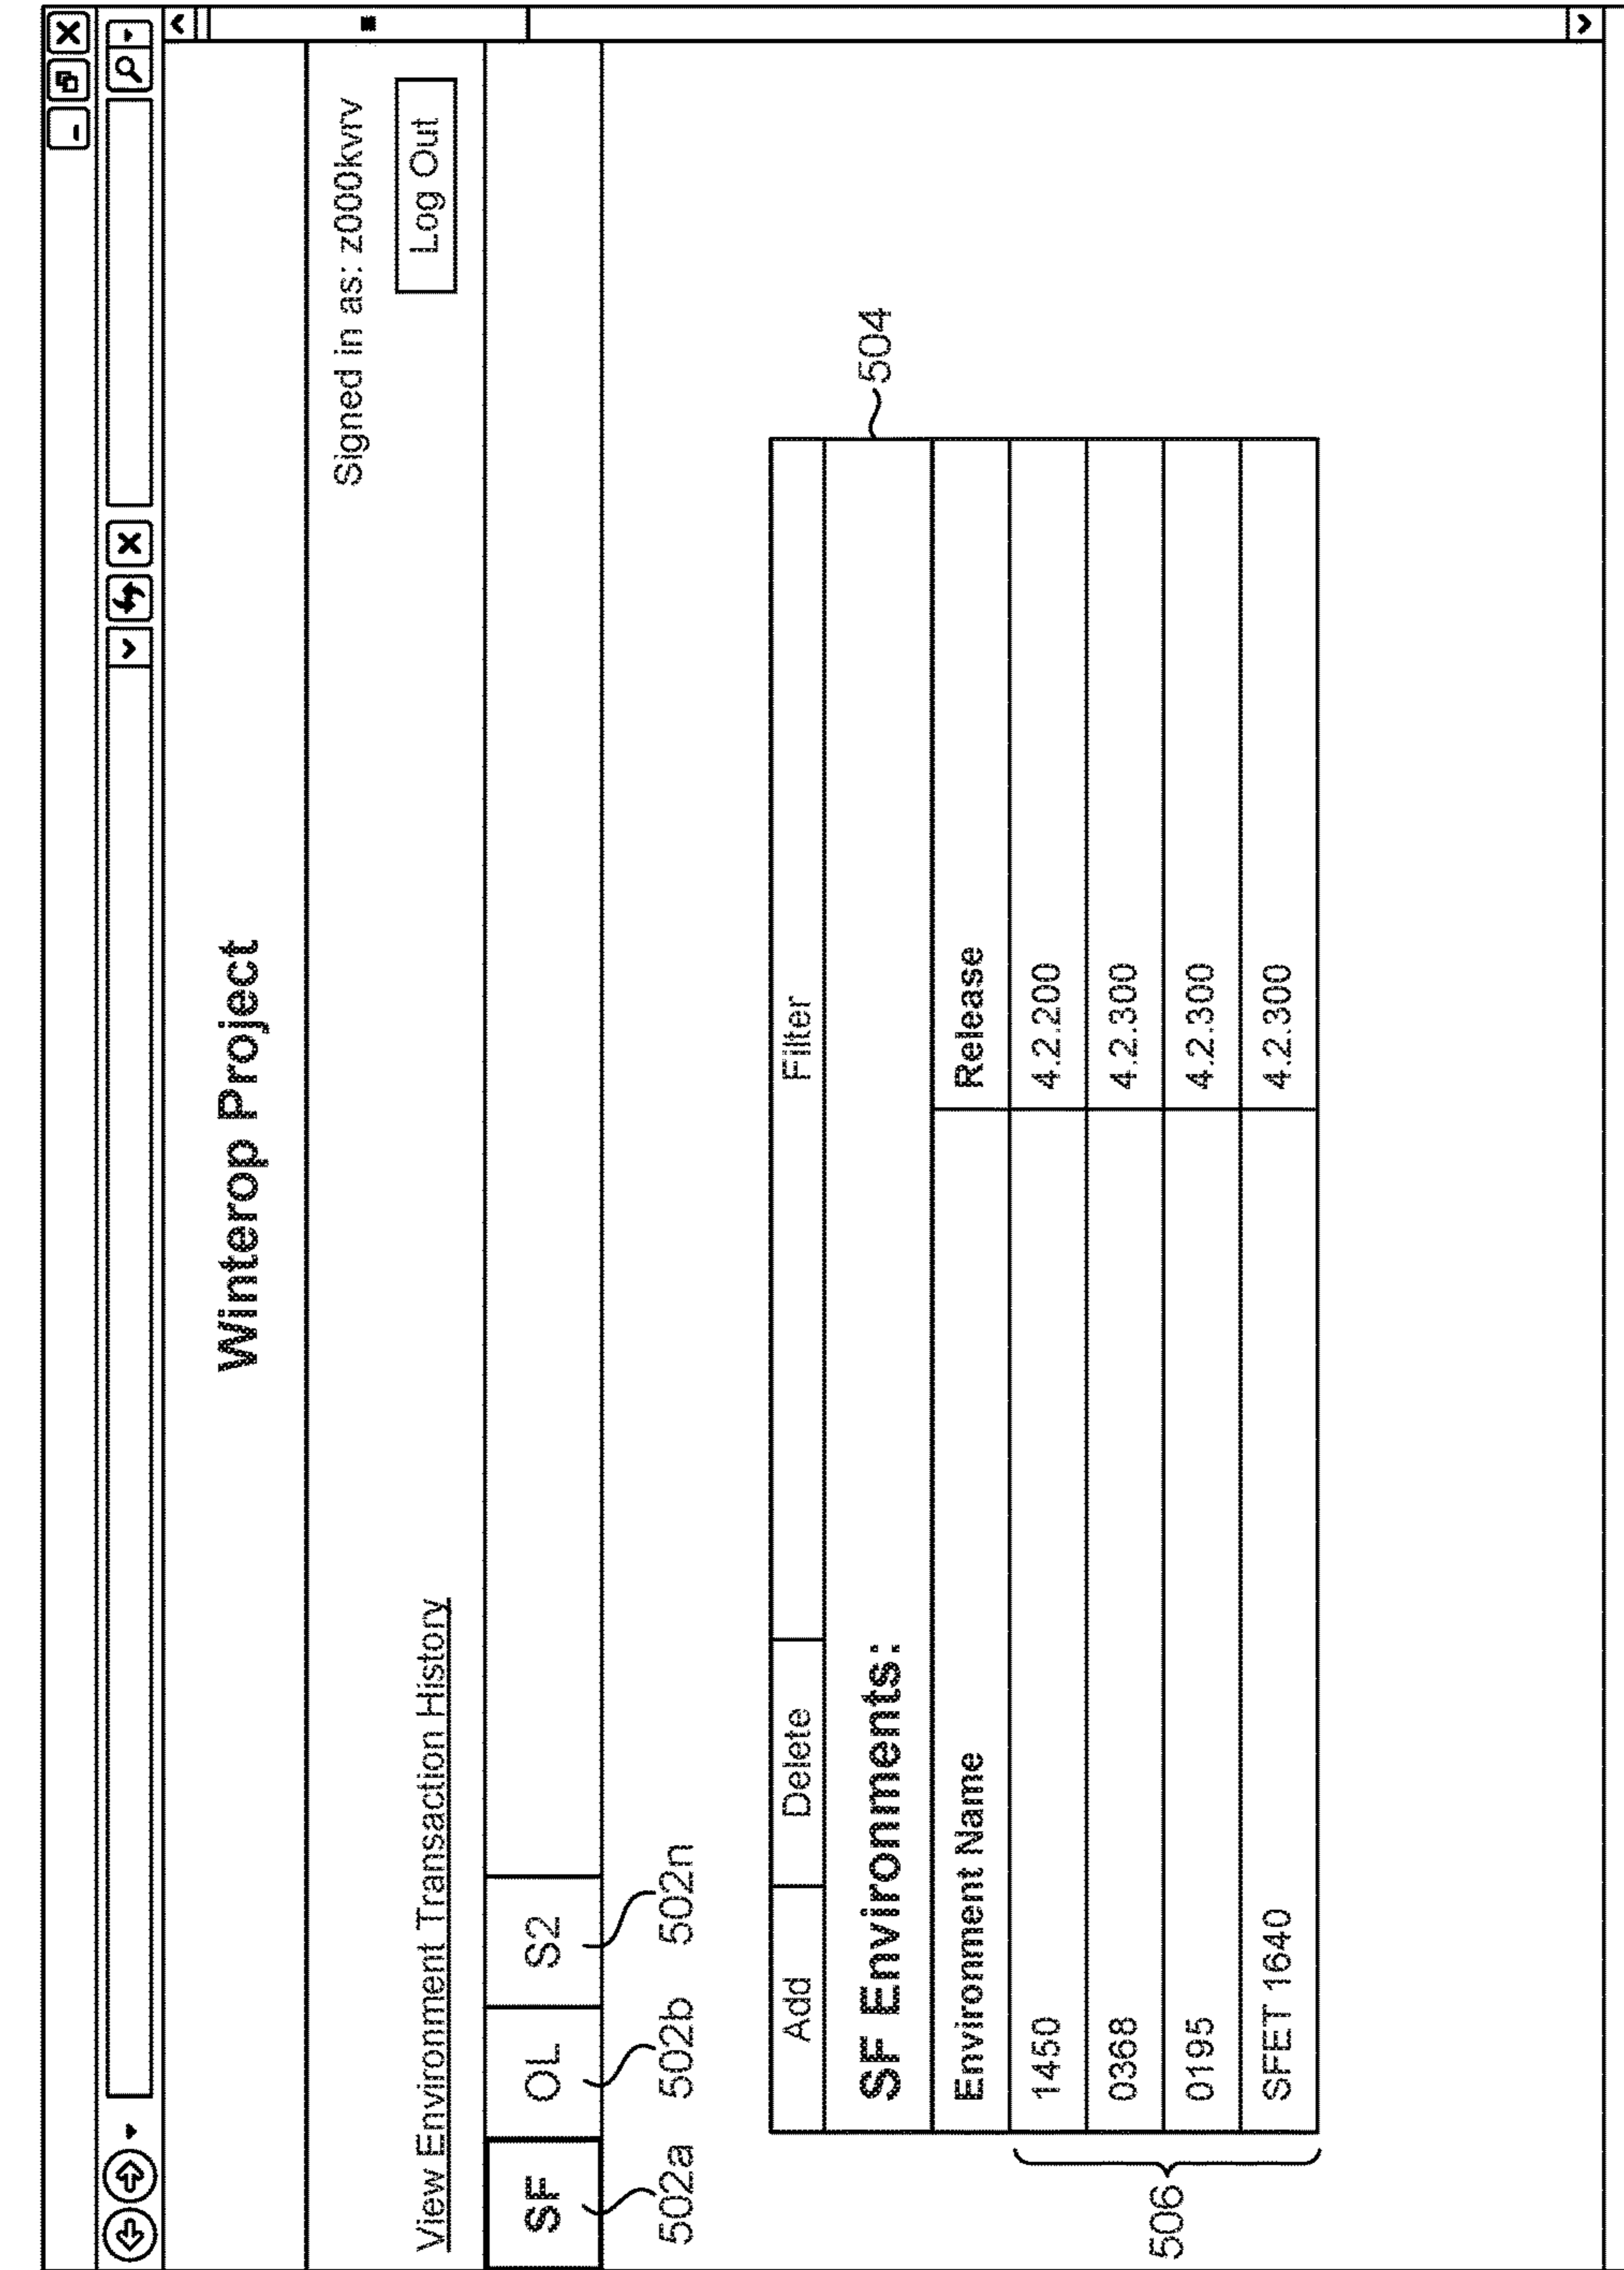 Winterop Project
Signed in as: z000kvrv
View Environment Transaction History
Log Out
SF OL S2
502a 502b 502n
Add Delete Filter
SF Environments:
504
Environment Name Release
1450 4.2.200
0368 4.2.300
0195 4.2.300
SFET 1640 4.2.300
506